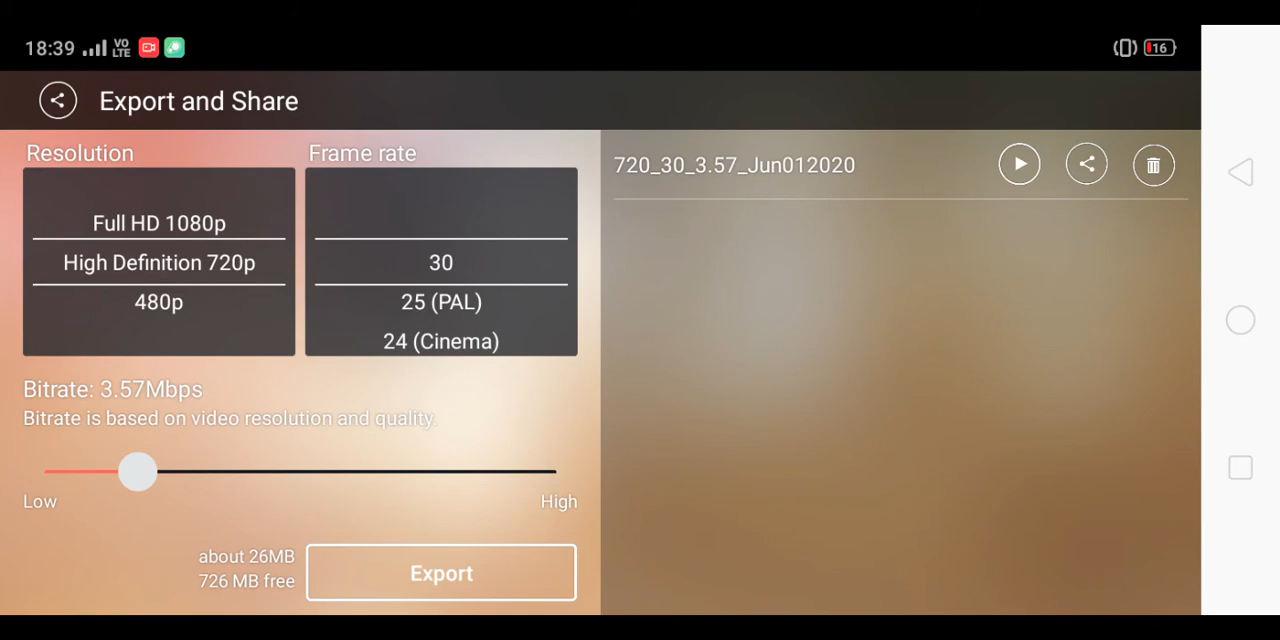 18:39 VO LTE 16
Export and Share
Resolution
Frame rate
Full HD 1080p
High Definition 720p
480p
30
25 (PAL)
24 (Cinema)
720_30_3.57_Jun012020
Bitrate: 3.57Mbps
Bitrate is based on video resolution and quality.
Low
High
about 26MB
726 MB free
Export